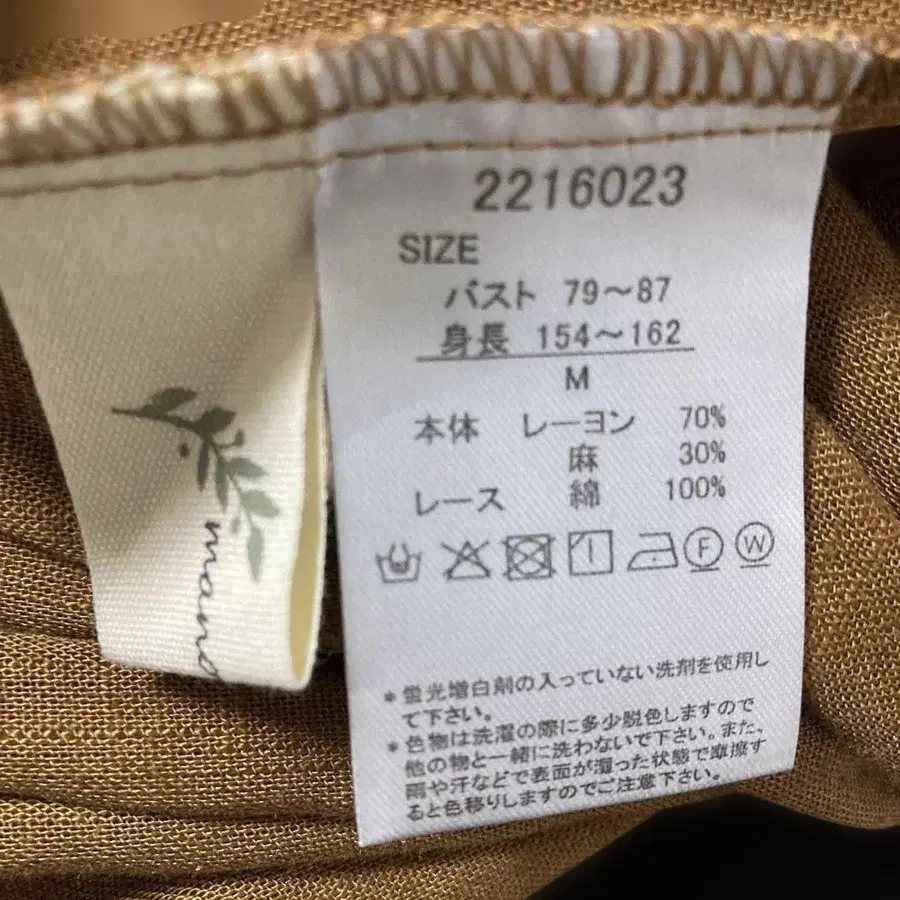 2216023
SIZE
バスト 79～87
身長 154～162
M
本体 レーヨン 70%
麻 30%
レース 綿 100%
F W
*蛍光増白剤の入っていない洗剤を使用し
て下さい。
*色物は洗濯の際に多少脱色しますので
他の物と一緒に洗わないで下さい。また、
雨や汗などで表面が湿った状態で摩擦す
ると色移りしますのでご注意下さい。